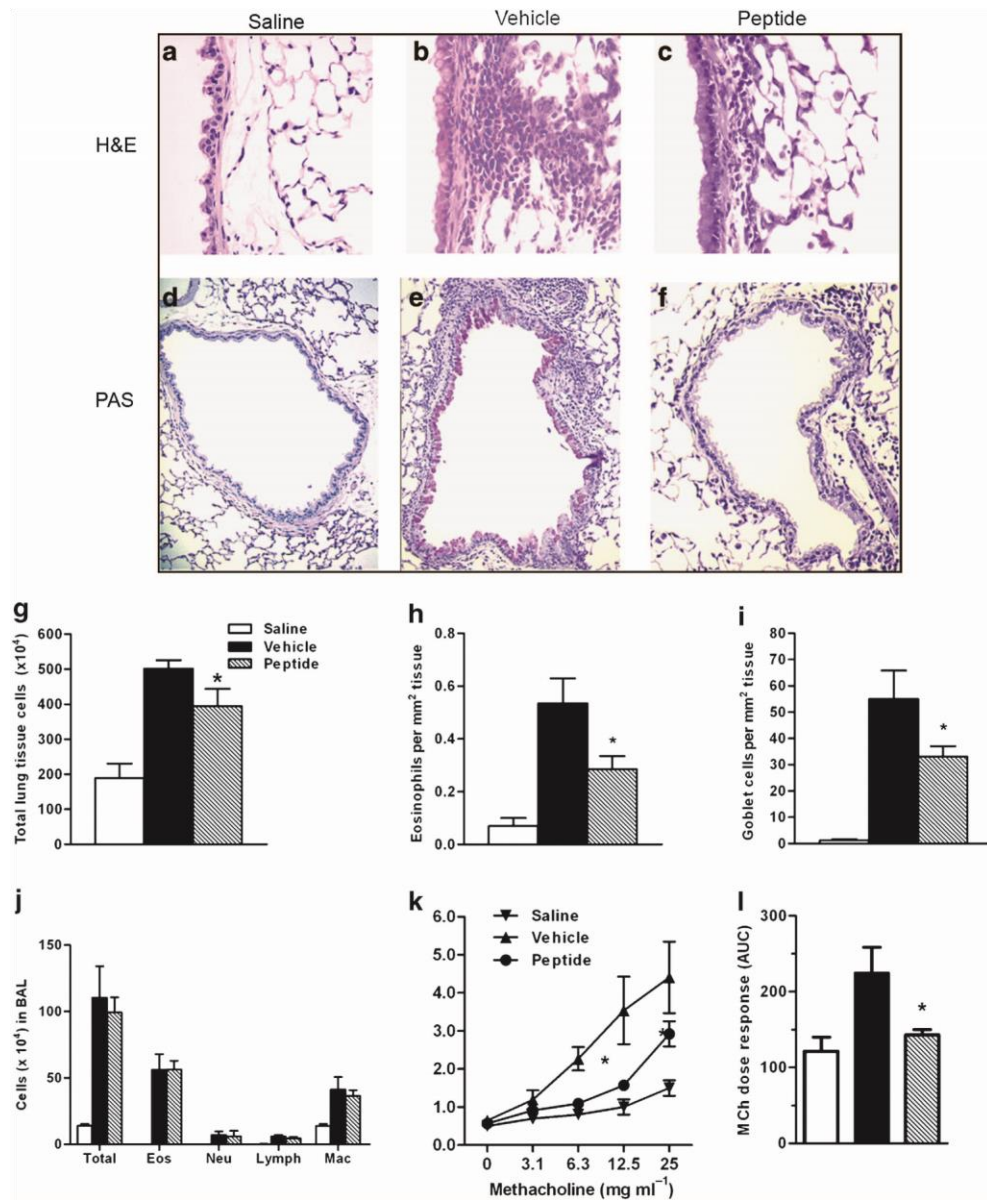 Saline Vehicle Peptide
a b c
H&E
d e f
PAS
g h i
Total lung tissue cells (x10⁴)
600
500
400
300
200
100
0
Saline
Vehicle
Peptide
*
Eosinophils per mm² tissue
0.8
0.6
0.4
0.2
0.0
*
Goblet cells per mm² tissue
80
70
60
50
40
30
20
10
0
*
j k l
Cells (x 10⁴) in BAL
150
100
50
0
Total Eos Neu Lymph Mac
6.0
5.0
4.0
3.0
2.0
1.0
0.0
Saline
Vehicle
Peptide
*
*
0 3.1 6.3 12.5 25
Methacholine (mg ml⁻¹)
MCh dose response (AUC)
300
200
100
0
*